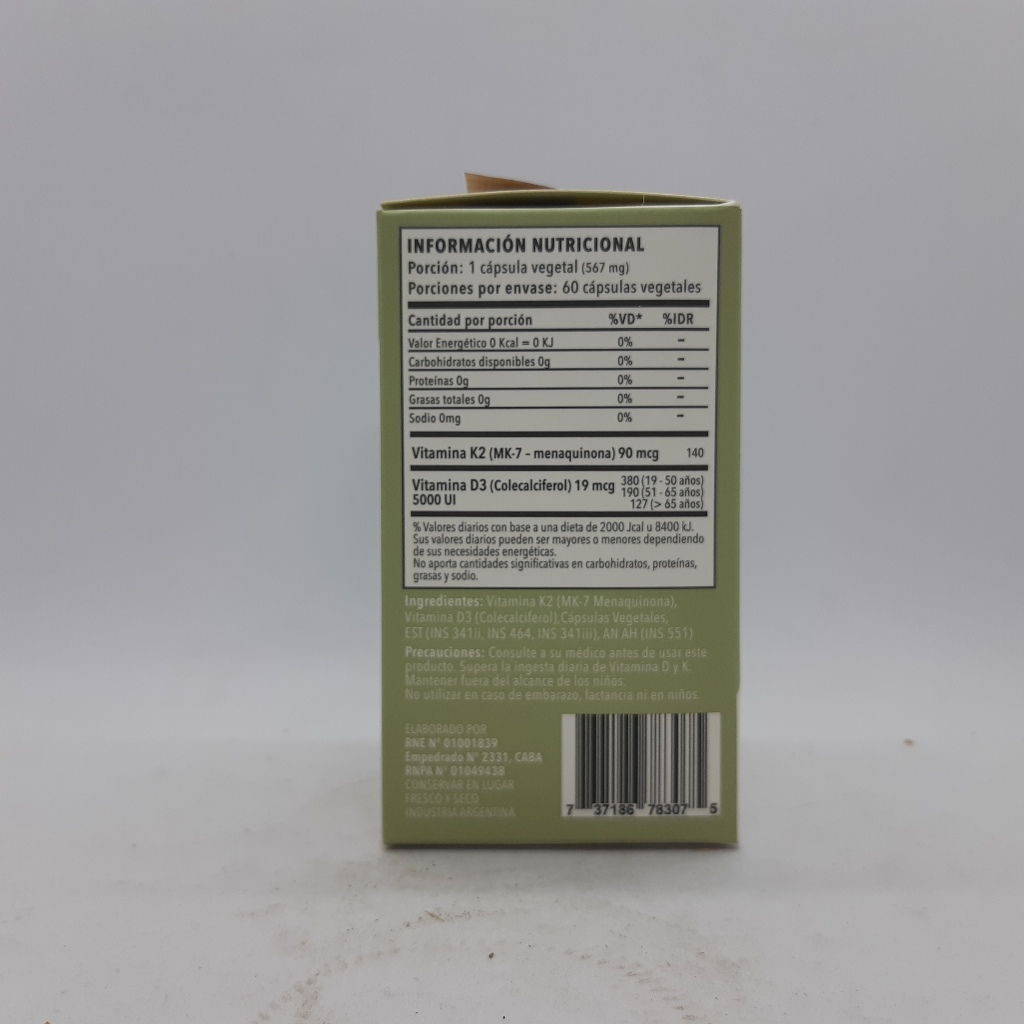 INFORMACIÓN NUTRICIONAL
Porción: 1 cápsula vegetal (567 mg)
Porciones por envase: 60 cápsulas vegetales
Cantidad por porción %VD* %IDR
Valor Energético 0 Kcal = 0 KJ 0% –
Carbohidratos disponibles 0g 0% –
Proteínas 0g 0% –
Grasas totales 0g 0% –
Sodio 0mg 0% –
Vitamina K2 (MK-7 – menaquinona) 90 mcg 140
Vitamina D3 (Colecalciferol) 19 mcg 380 (19 - 50 años)
5000 UI 190 (51 - 65 años)
127 (> 65 años)
% Valores diarios con base a una dieta de 2000 Jcal u 8400 kJ.
Sus valores diarios pueden ser mayores o menores dependiendo
de sus necesidades energéticas.
No aporta cantidades significativas en carbohidratos, proteínas,
grasas y sodio.
Ingredientes: Vitamina K2 (MK-7 Menaquinona),
Vitamina D3 (Colecalciferol),Cápsulas Vegetales,
EST (INS 341ii, INS 464, INS 341iii), AN AH (INS 551)
Precauciones: Consulte a su médico antes de usar este
producto. Supera la ingesta diaria de Vitamina D y K.
Mantener fuera del alcance de los niños.
No utilizar en caso de embarazo, lactancia ni en niños.
ELABORADO POR
RNE N° 01001839
Empedrado N° 2331, CABA
RNPA N° 01049438
CONSERVAR EN LUGAR
FRESCO Y SECO
INDUSTRIA ARGENTINA
7 37186 78307 5